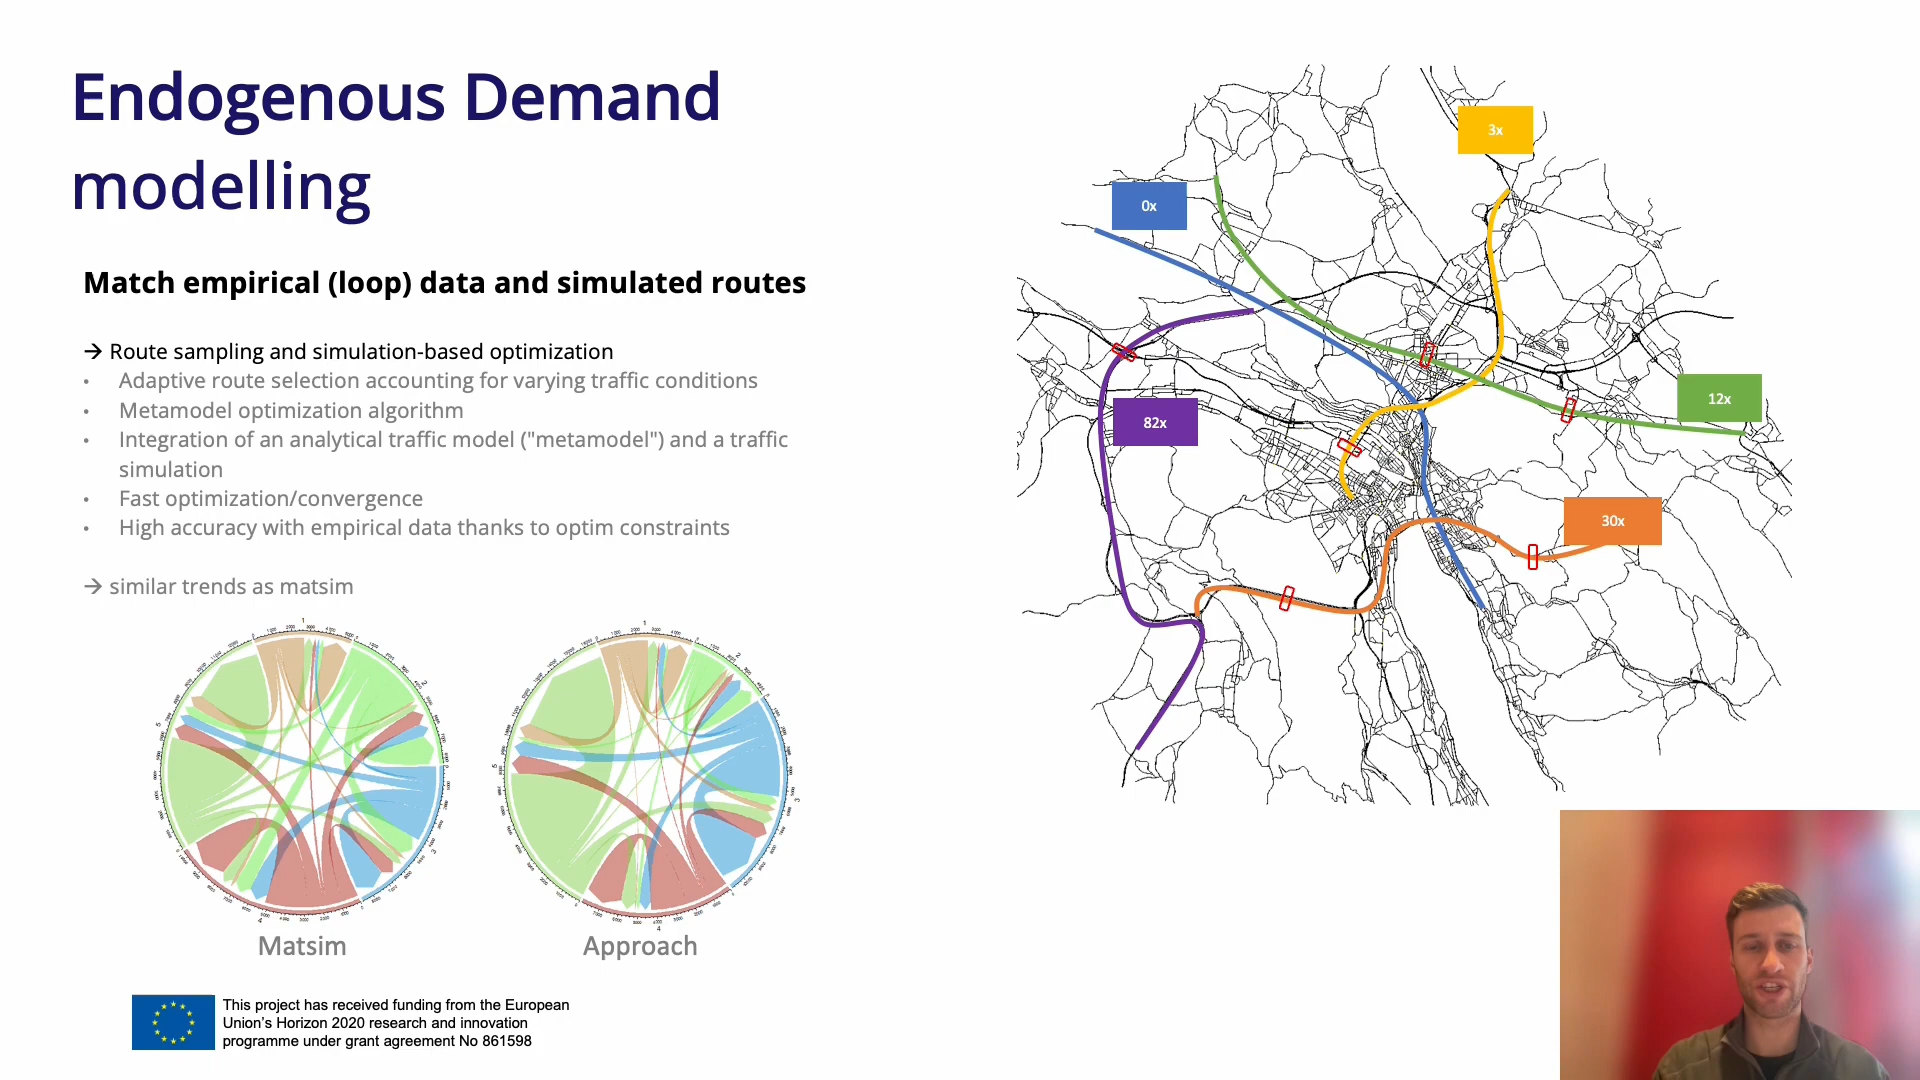 Endogenous Demand
modelling
Match empirical (loop) data and simulated routes
→ Route sampling and simulation-based optimization
• Adaptive route selection accounting for varying traffic conditions
• Metamodel optimization algorithm
• Integration of an analytical traffic model ("metamodel") and a traffic
simulation
• Fast optimization/convergence
• High accuracy with empirical data thanks to optim constraints
→ similar trends as matsim
Matsim
Approach
This project has received funding from the European
Union's Horizon 2020 research and innovation
programme under grant agreement No 861598
3x
0x
12x
82x
30x